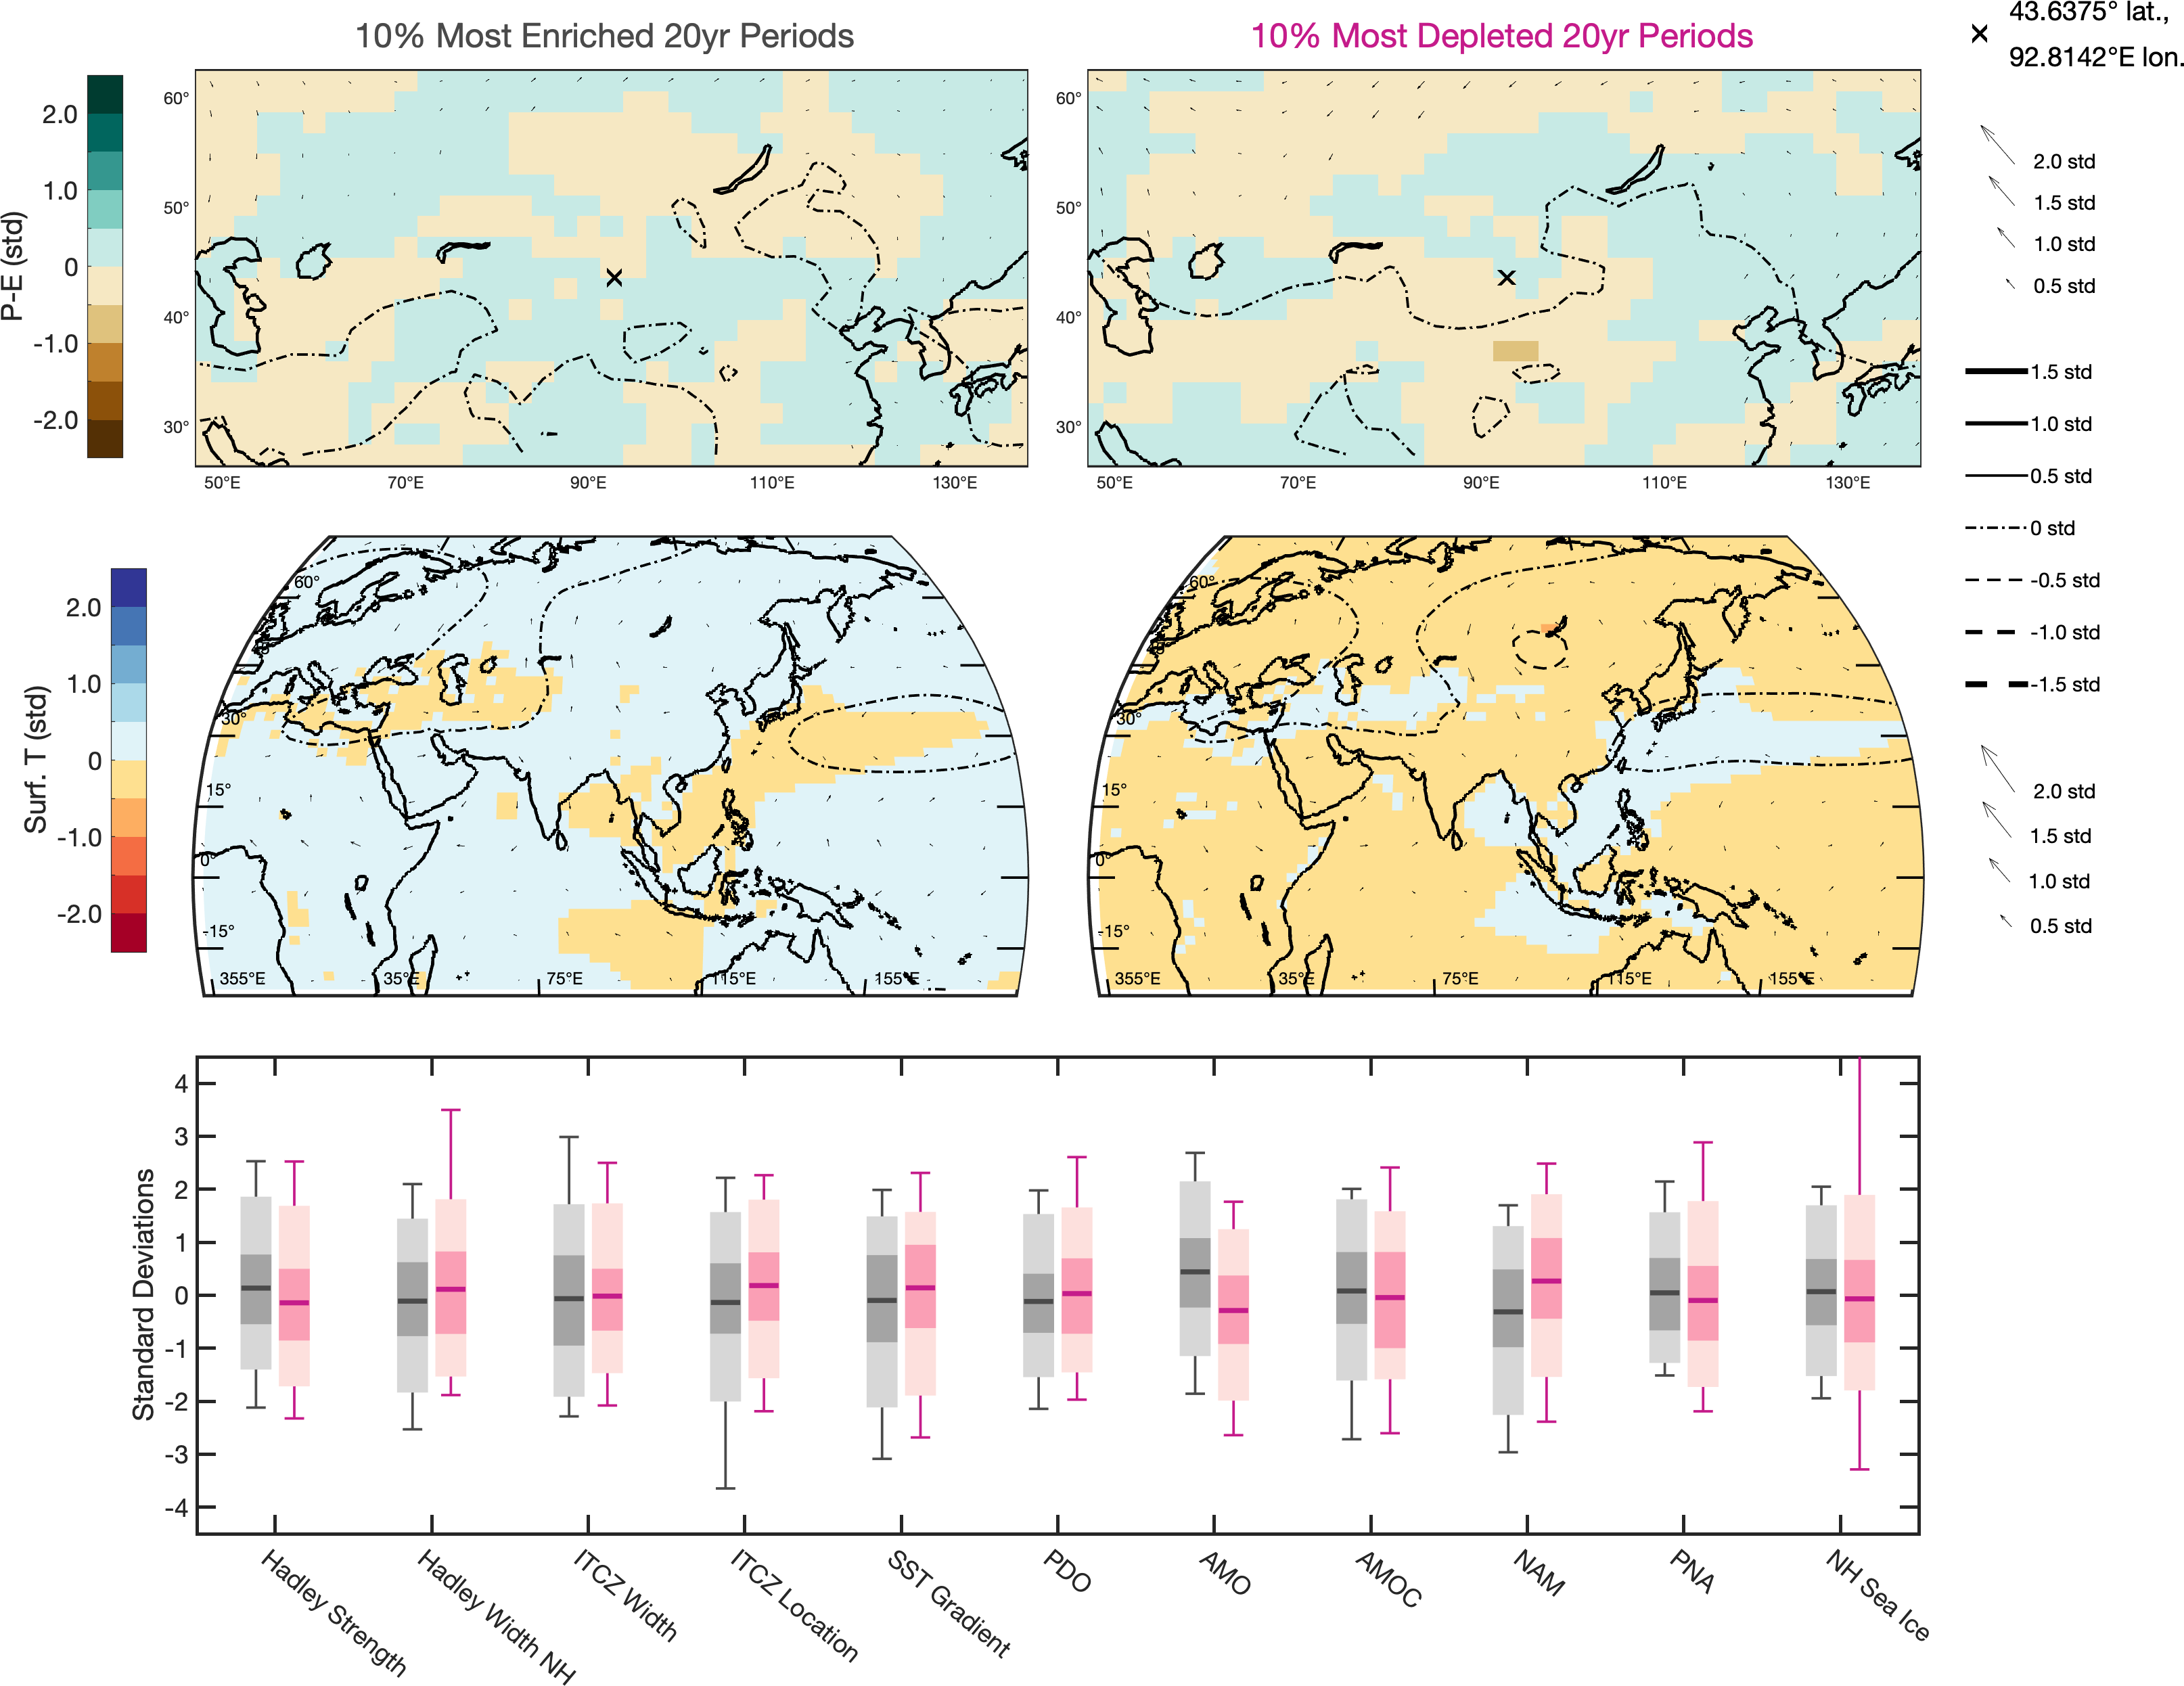 10% Most Enriched 20yr Periods
10% Most Depleted 20yr Periods
43.6375° lat.,
92.8142°E lon.
P-E (std)
2.0
1.0
0
-1.0
-2.0
60°
50°
40°
30°
50°E 70°E 90°E 110°E 130°E
60°
50°
40°
30°
50°E 70°E 90°E 110°E 130°E
2.0 std
1.5 std
1.0 std
0.5 std
1.5 std
1.0 std
0.5 std
0 std
-0.5 std
-1.0 std
-1.5 std
Surf. T (std)
2.0
1.0
0
-1.0
-2.0
60°
30°
15°
0°
-15°
355°E 35°E 75°E 115°E 155°E
60°
30°
15°
0°
-15°
355°E 35°E 75°E 115°E 155°E
2.0 std
1.5 std
1.0 std
0.5 std
Standard Deviations
4
3
2
1
0
-1
-2
-3
-4
Hadley Strength
Hadley Width NH
ITCZ Width
ITCZ Location
SST Gradient
PDO
AMO
AMOC
NAM
PNA
NH Sea Ice